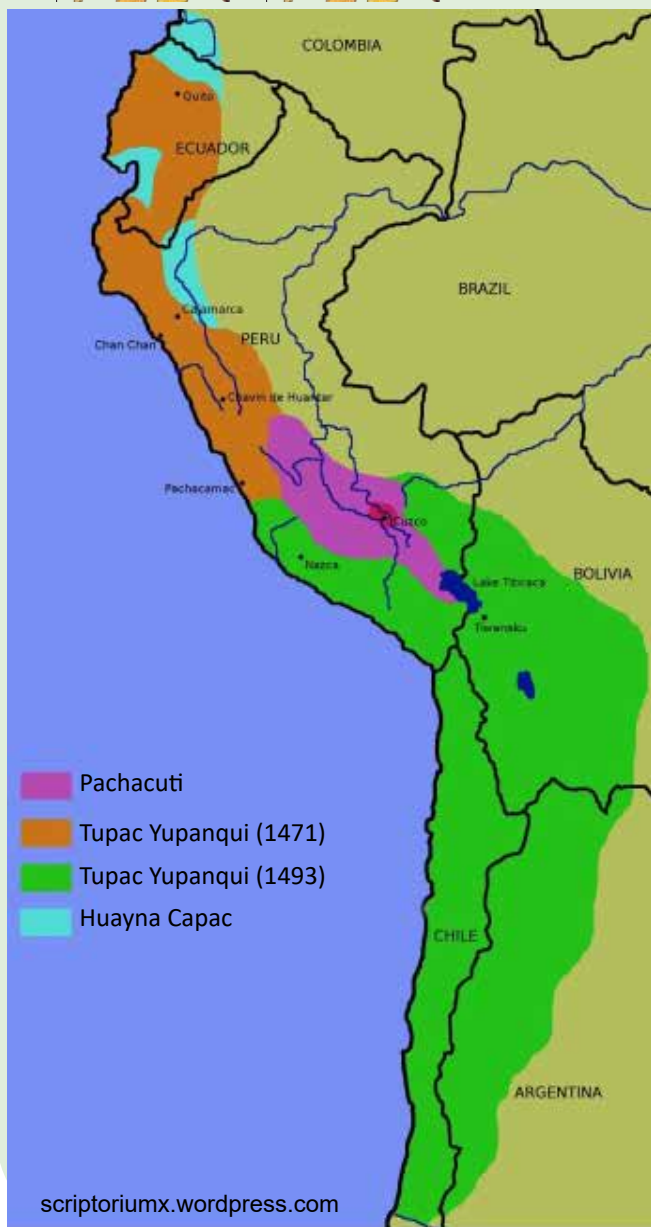 COLOMBIA
Quito
ECUADOR
BRAZIL
Cajamarca
PERU
Chan Chan
Chavin de Huantar
Pachacamac
Cuzco
Nazca
BOLIVIA
Lake Titicaca
Tiwanaku
Pachacuti
Tupac Yupanqui (1471)
Tupac Yupanqui (1493)
Huayna Capac
CHILE
ARGENTINA
scriptoriumx.wordpress.com